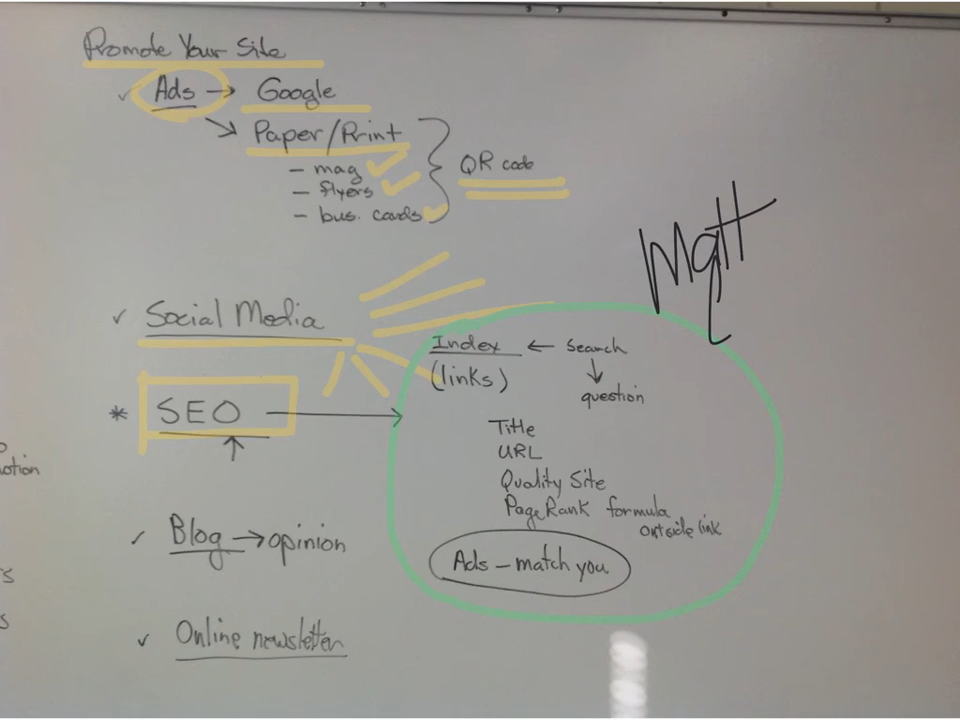 Promote Your Site
✓ Ads → Google
↘ Paper/Print
- mag ✓
- flyers ✓
- bus. cards ✓
QR code
MgH
✓ Social Media
* SEO →
Index ← Search
(links)
↓
question
Title
URL
Quality Site
PageRank formula
outside link
Ads - match you
✓ Blog → opinion
✓ Online newsletter